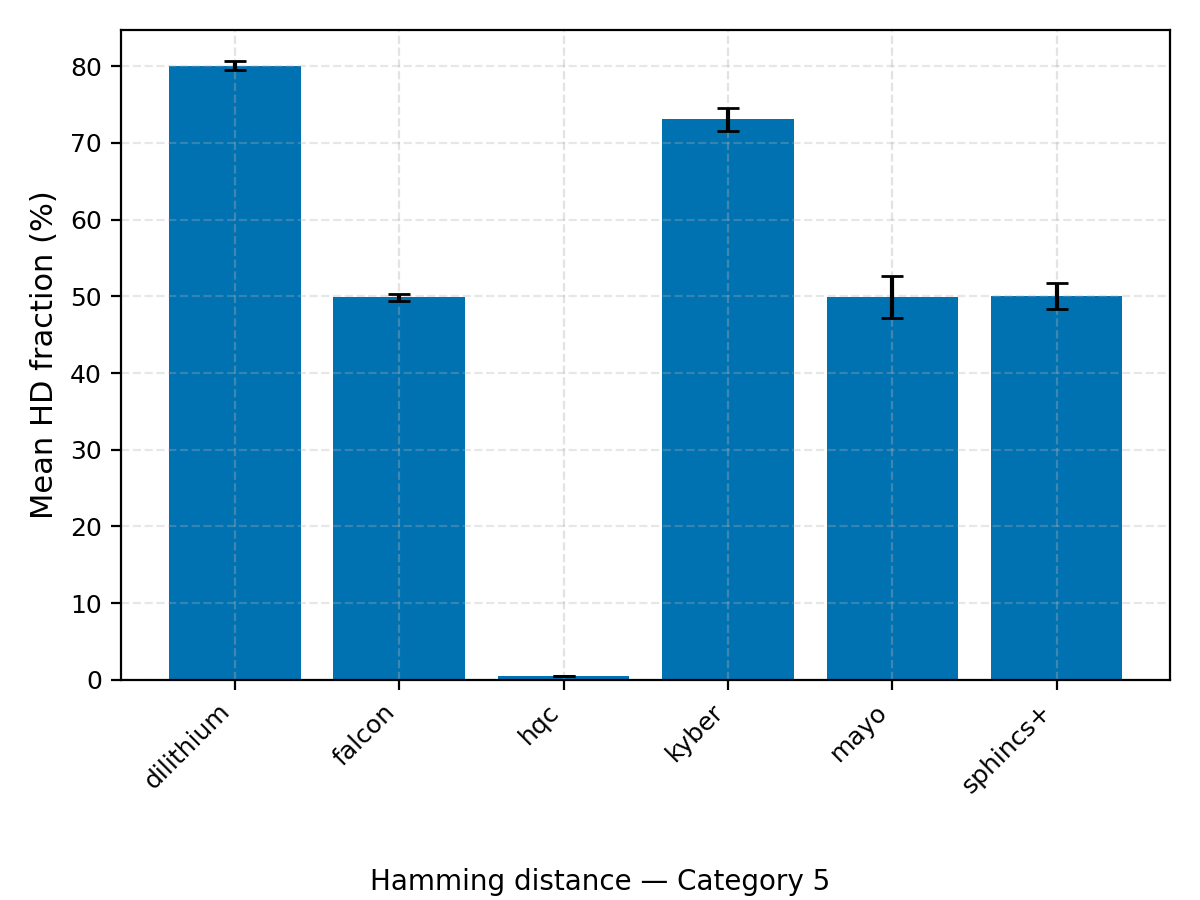 Mean HD fraction (%)
80
70
60
50
40
30
20
10
0
dilithium
falcon
hqc
kyber
mayo
sphincs+
Hamming distance — Category 5